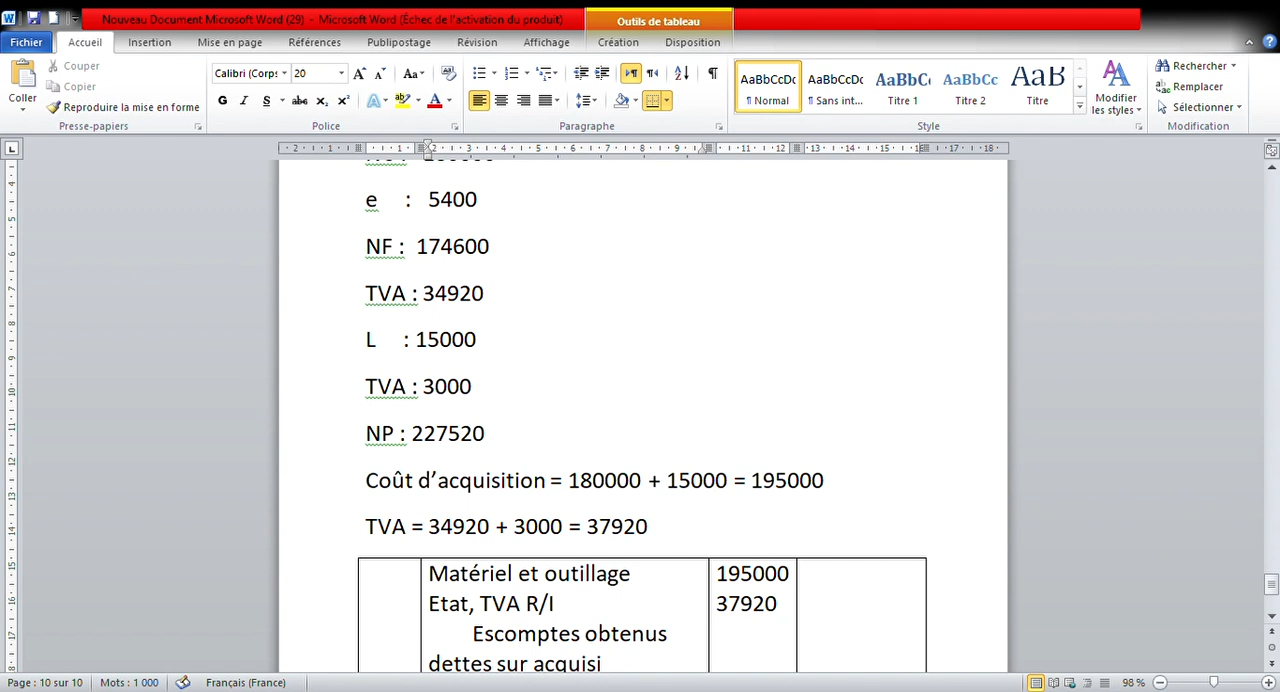 Nouveau Document Microsoft Word (29) - Microsoft Word (Échec de l'activation du produit)
Outils de tableau
Fichier Accueil Insertion Mise en page Références Publipostage Révision Affichage Création Disposition
Coller
Couper
Copier
Reproduire la mise en forme
Presse-papiers
Calibri (Corps 20
G I S abc x₂ x²
Police
Paragraphe
AaBbCcDc AaBbCcDc AaBbC AaBbCc AaB
¶ Normal ¶ Sans int... Titre 1 Titre 2 Titre
Modifier les styles
Style
Rechercher
Remplacer
Sélectionner
Modification
e : 5400
NF : 174600
TVA : 34920
L : 15000
TVA : 3000
NP : 227520
Coût d'acquisition = 180000 + 15000 = 195000
TVA = 34920 + 3000 = 37920
Matériel et outillage 195000
Etat, TVA R/I 37920
Escomptes obtenus
dettes sur acquisi
Page : 10 sur 10 Mots : 1 000 Français (France) 98 %